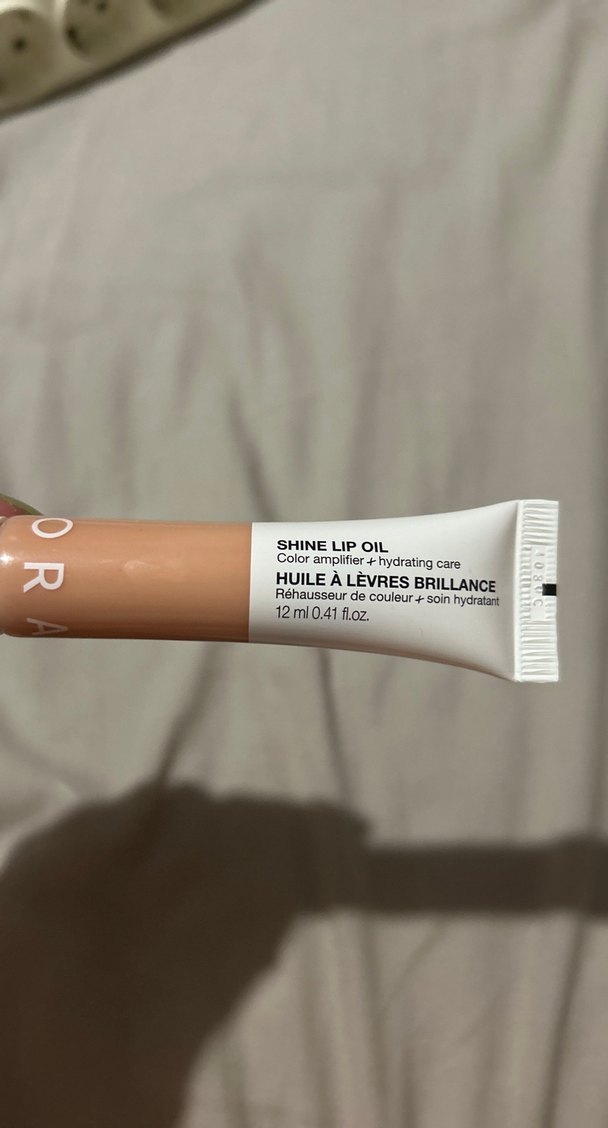 ORA
SHINE LIP OIL
Color amplifier + hydrating care
HUILE À LÈVRES BRILLANCE
Réhausseur de couleur + soin hydratant
12 ml 0.41 fl.oz.